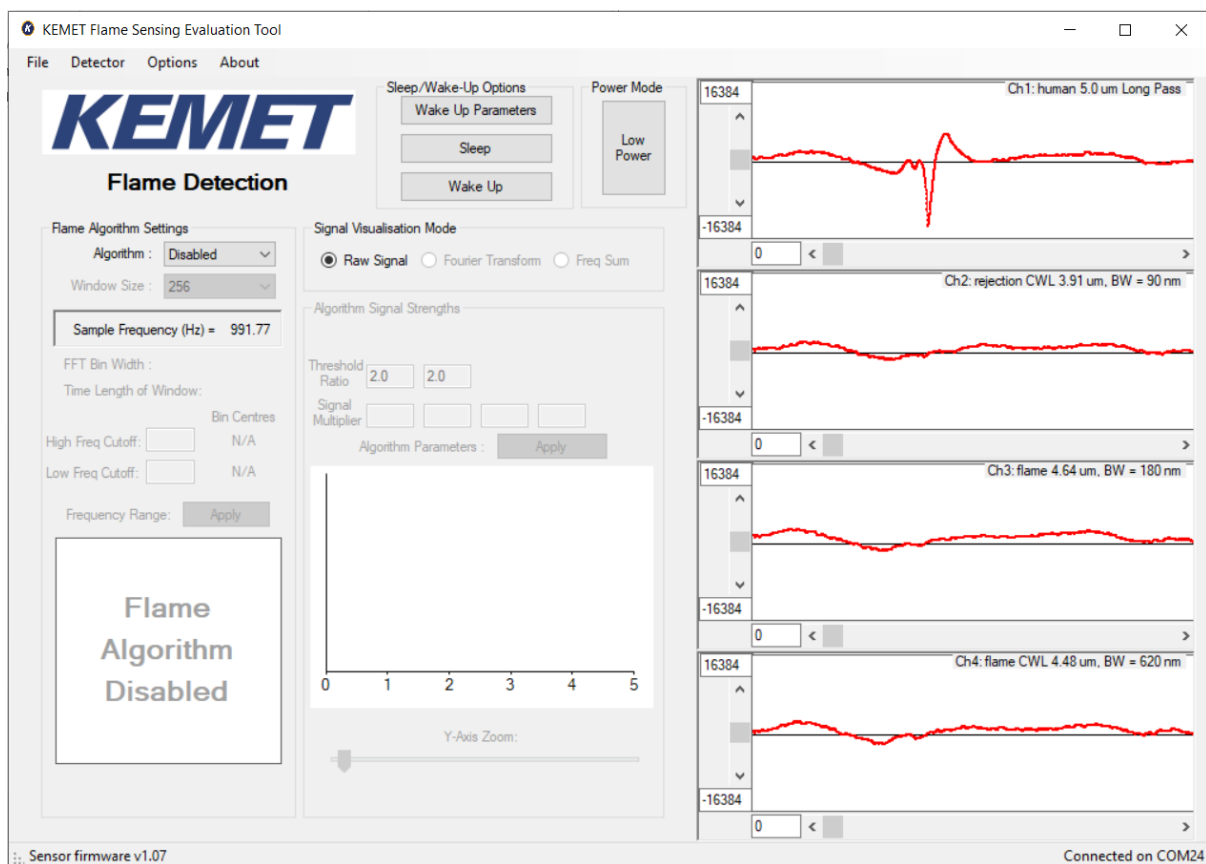 KEMET Flame Sensing Evaluation Tool
File Detector Options About
KEMET
Flame Detection
Sleep/Wake-Up Options
Wake Up Parameters
Sleep
Wake Up
Power Mode
Low
Power
Flame Algorithm Settings
Algorithm : Disabled
Window Size : 256
Sample Frequency (Hz) = 991.77
FFT Bin Width :
Time Length of Window:
Bin Centres
High Freq Cutoff: N/A
Low Freq Cutoff: N/A
Frequency Range: Apply
Flame
Algorithm
Disabled
Signal Visualisation Mode
Raw Signal Fourier Transform Freq Sum
Algorithm Signal Strengths
Threshold
Ratio 2.0 2.0
Signal
Multiplier
Algorithm Parameters : Apply
0 1 2 3 4 5
Y-Axis Zoom:
16384
Ch1: human 5.0 um Long Pass
-16384
0
16384
Ch2: rejection CWL 3.91 um, BW = 90 nm
-16384
0
16384
Ch3: flame 4.64 um, BW = 180 nm
-16384
0
16384
Ch4: flame CWL 4.48 um, BW = 620 nm
-16384
0
Sensor firmware v1.07
Connected on COM24